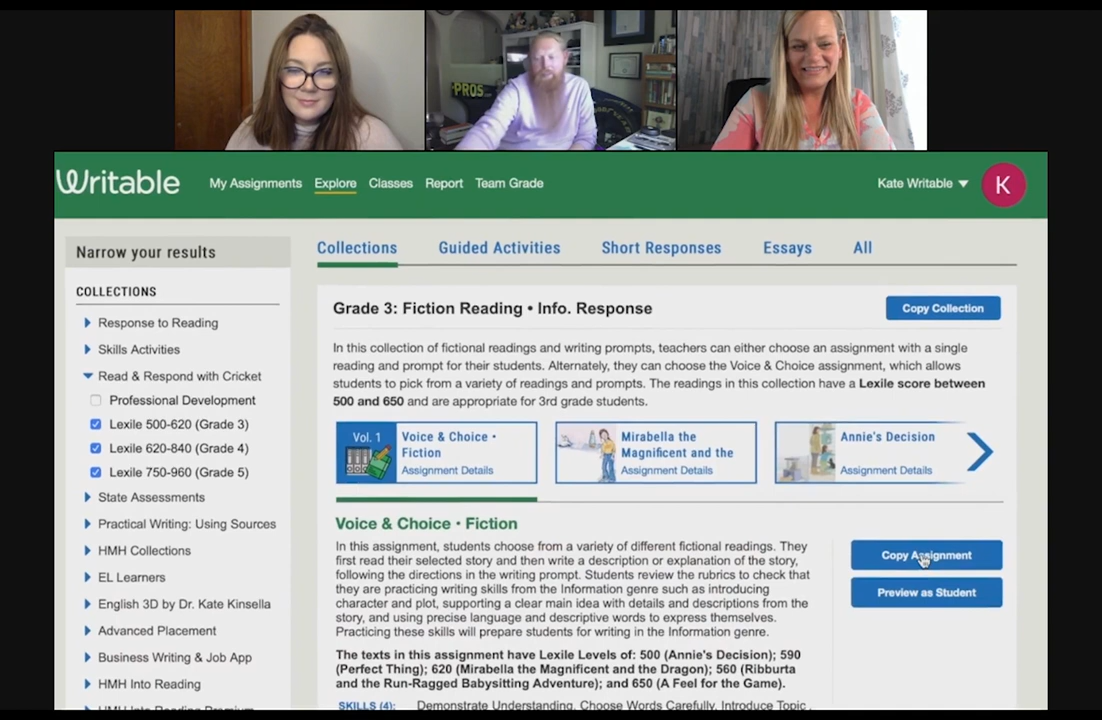 PROS
Writable
My Assignments Explore Classes Report Team Grade
Kate Writable
K
Narrow your results
COLLECTIONS
Response to Reading
Skills Activities
Read & Respond with Cricket
Professional Development
Lexile 500-620 (Grade 3)
Lexile 620-840 (Grade 4)
Lexile 750-960 (Grade 5)
State Assessments
Practical Writing: Using Sources
HMH Collections
EL Learners
English 3D by Dr. Kate Kinsella
Advanced Placement
Business Writing & Job App
HMH Into Reading
HMH Into Reading Premium
Collections Guided Activities Short Responses Essays All
Grade 3: Fiction Reading • Info. Response
Copy Collection
In this collection of fictional readings and writing prompts, teachers can either choose an assignment with a single
reading and prompt for their students. Alternately, they can choose the Voice & Choice assignment, which allows
students to pick from a variety of readings and prompts. The readings in this collection have a Lexile score between
500 and 650 and are appropriate for 3rd grade students.
Vol. 1
Voice & Choice •
Fiction
Assignment Details
Mirabella the
Magnificent and the
Assignment Details
Annie's Decision
Assignment Details
Voice & Choice • Fiction
In this assignment, students choose from a variety of different fictional readings. They
first read their selected story and then write a description or explanation of the story,
following the directions in the writing prompt. Students review the rubrics to check that
they are practicing writing skills from the Information genre such as introducing
character and plot, supporting a clear main idea with details and descriptions from the
story, and using precise language and descriptive words to express themselves.
Practicing these skills will prepare students for writing in the Information genre.
The texts in this assignment have Lexile Levels of: 500 (Annie's Decision); 590
(Perfect Thing); 620 (Mirabella the Magnificent and the Dragon); 560 (Ribburta
and the Run-Ragged Babysitting Adventure); and 650 (A Feel for the Game).
SKILLS (4): Demonstrate Understanding, Choose Words Carefully, Introduce Topic,
Copy Assignment
Preview as Student